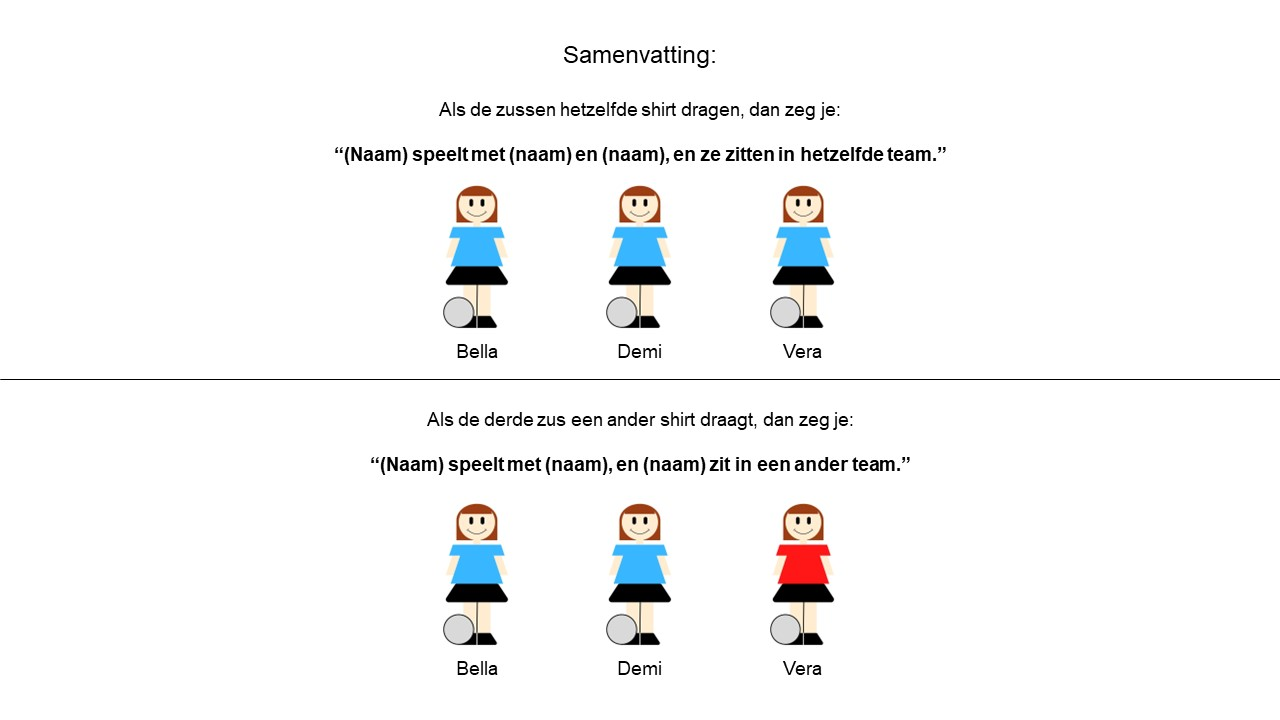 Samenvatting:
Als de zussen hetzelfde shirt dragen, dan zeg je:
“(Naam) speelt met (naam) en (naam), en ze zitten in hetzelfde team.”
Bella Demi Vera
Als de derde zus een ander shirt draagt, dan zeg je:
“(Naam) speelt met (naam), en (naam) zit in een ander team.”
Bella Demi Vera